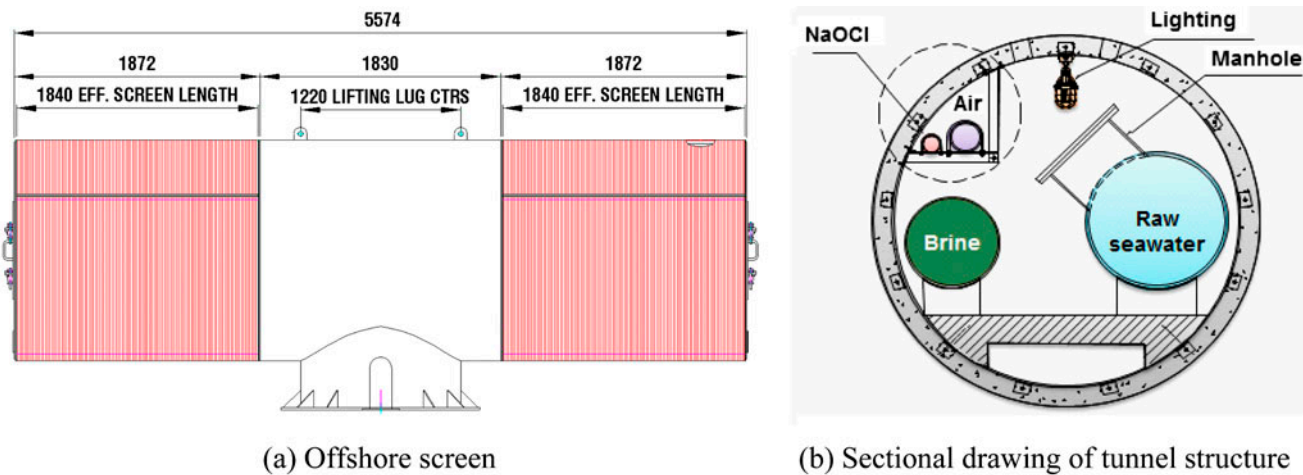 5574
1872
1830
1872
1840 EFF. SCREEN LENGTH
1220 LIFTING LUG CTRS
1840 EFF. SCREEN LENGTH
(a) Offshore screen
Lighting
NaOCl
Manhole
Air
Brine
Raw
seawater
(b) Sectional drawing of tunnel structure